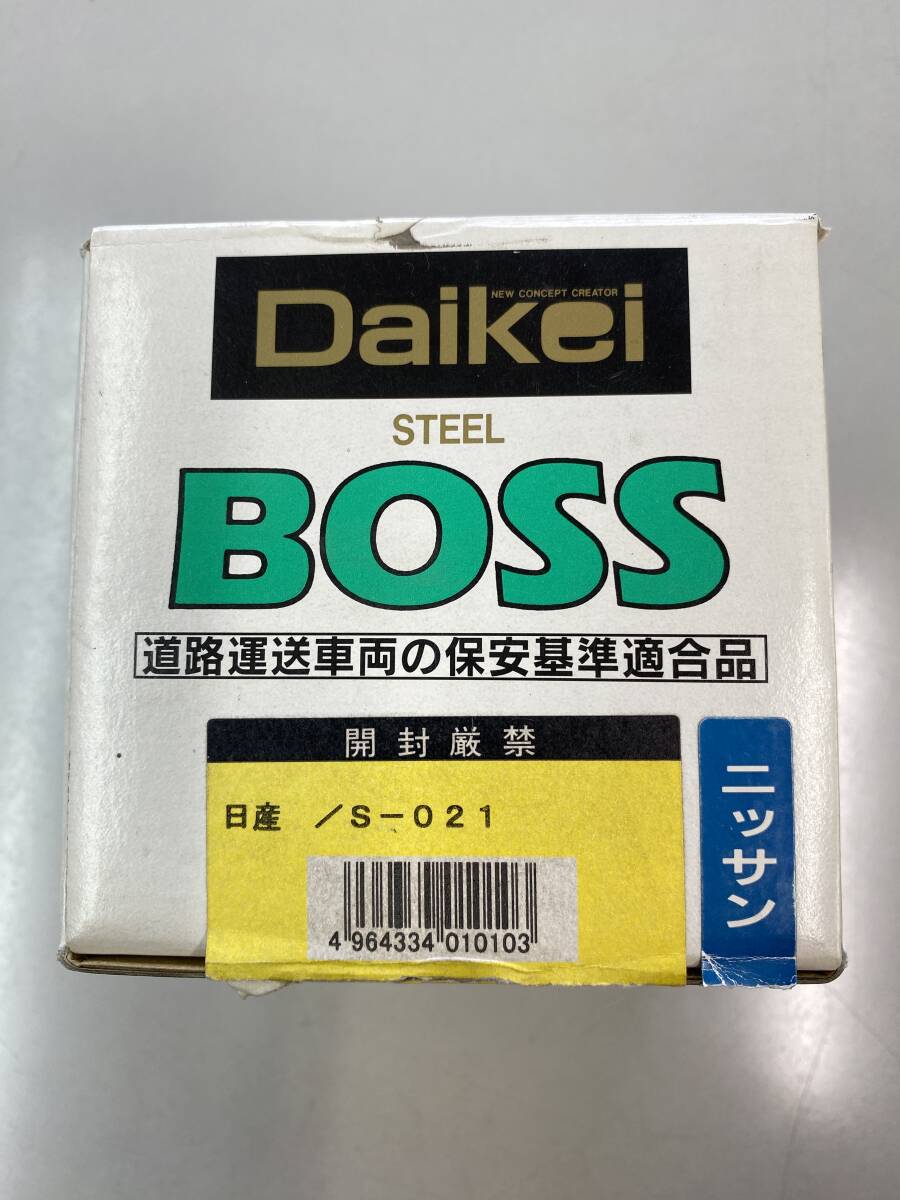 NEW CONCEPT CREATOR
Daikei
STEEL
BOSS
道路運送車両の保安基準適合品
開封厳禁
日産 /S-021
ニッサン
4 964334 010103